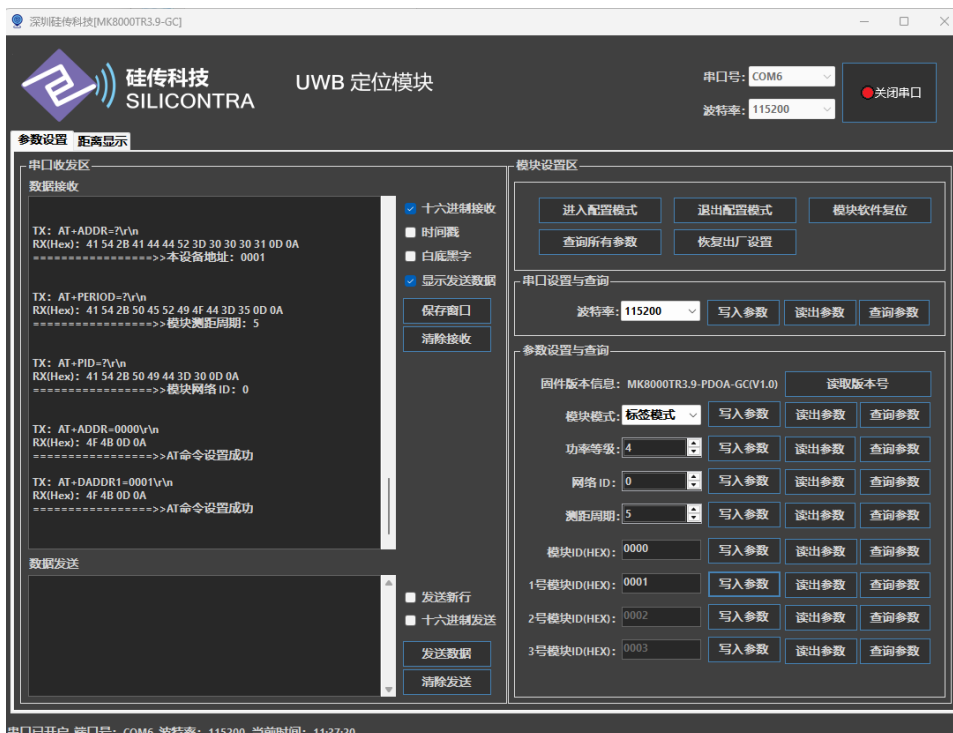 深圳硅传科技[MK8000TR3.9-GC]
硅传科技
SILICONTRA
UWB 定位模块
串口号: COM6
波特率: 115200
关闭串口
参数设置 距离显示
串口收发区
数据接收
TX: AT+ADDR=?\r\n
RX(Hex): 41 54 2B 41 44 44 52 3D 30 30 30 31 0D 0A
=================>>本设备地址: 0001
TX: AT+PERIOD=?\r\n
RX(Hex): 41 54 2B 50 45 52 49 4F 44 3D 35 0D 0A
=================>>模块测距周期: 5
TX: AT+PID=?\r\n
RX(Hex): 41 54 2B 50 49 44 3D 30 0D 0A
=================>>模块网络 ID: 0
TX: AT+ADDR=0000\r\n
RX(Hex): 4F 4B 0D 0A
=================>>AT命令设置成功
TX: AT+DADDR1=0001\r\n
RX(Hex): 4F 4B 0D 0A
=================>>AT命令设置成功
十六进制接收
时间戳
白底黑字
显示发送数据
保存窗口
清除接收
数据发送
发送新行
十六进制发送
发送数据
清除发送
模块设置区
进入配置模式 退出配置模式 模块软件复位
查询所有参数 恢复出厂设置
串口设置与查询
波特率: 115200 写入参数 读出参数 查询参数
参数设置与查询
固件版本信息: MK8000TR3.9-PDOA-GC(V1.0) 读取版本号
模块模式: 标签模式 写入参数 读出参数 查询参数
功率等级: 4 写入参数 读出参数 查询参数
网络 ID: 0 写入参数 读出参数 查询参数
测距周期: 5 写入参数 读出参数 查询参数
模块ID(HEX): 0000 写入参数 读出参数 查询参数
1号模块ID(HEX): 0001 写入参数 读出参数 查询参数
2号模块ID(HEX): 0002 写入参数 读出参数 查询参数
3号模块ID(HEX): 0003 写入参数 读出参数 查询参数
串口已开启 端口号: COM6 波特率: 115200 当前时间: 11:37:20